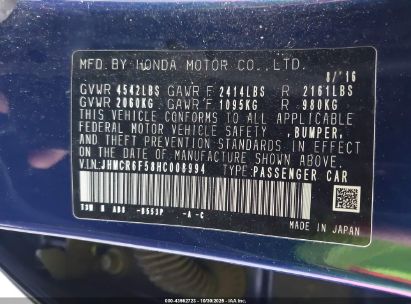 MFD. BY HONDA MOTOR CO., LTD.
8/'16
GVWR 4542LBS GAWR F 2414LBS R 2161LBS
GVWR 2060KG GAWR F 1095KG R 980KG
THIS VEHICLE CONFORMS TO ALL APPLICABLE
FEDERAL MOTOR VEHICLE SAFETY, BUMPER,
AND THEFT PREVENTION STANDARDS IN EFFECT
ON THE DATE OF MANUFACTURE SHOWN ABOVE.
V.I.N: JHMCR6F58HC008994 TYPE: PASSENGER CAR
-B553P -A-C
MADE IN JAPAN